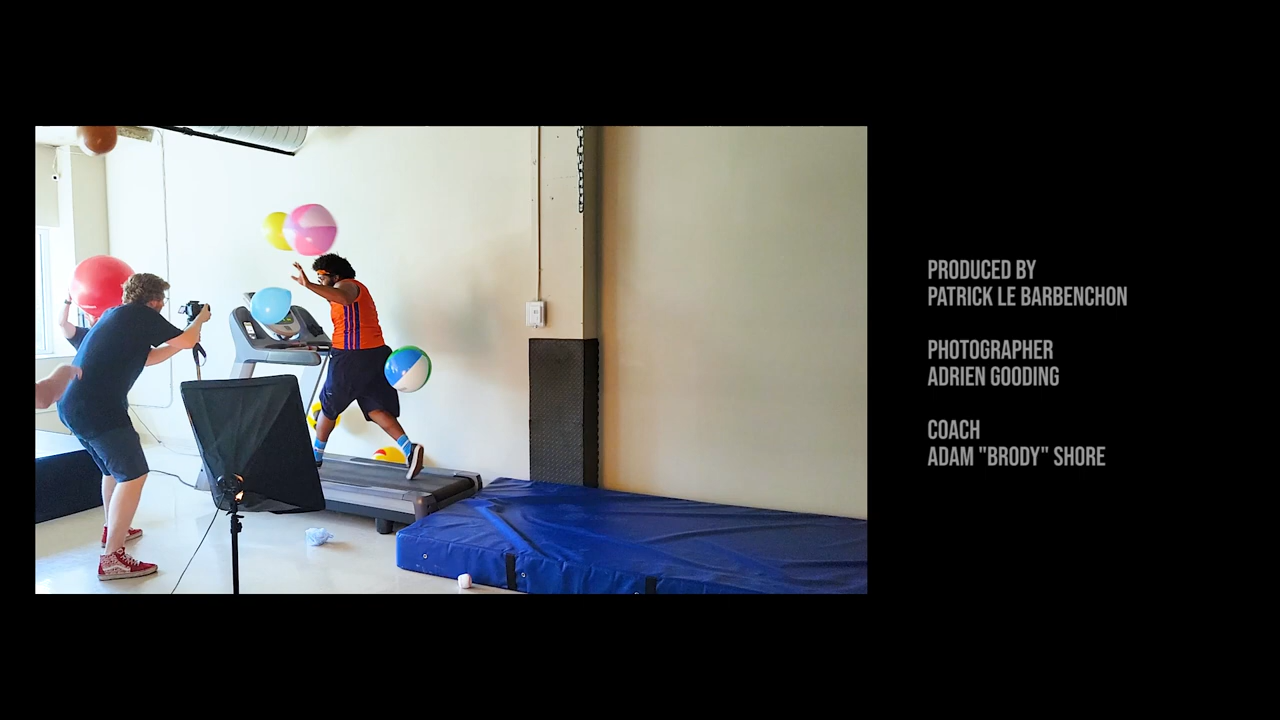 PRODUCED BY
PATRICK LE BARBENCHON
PHOTOGRAPHER
ADRIEN GOODING
COACH
ADAM "BRODY" SHORE